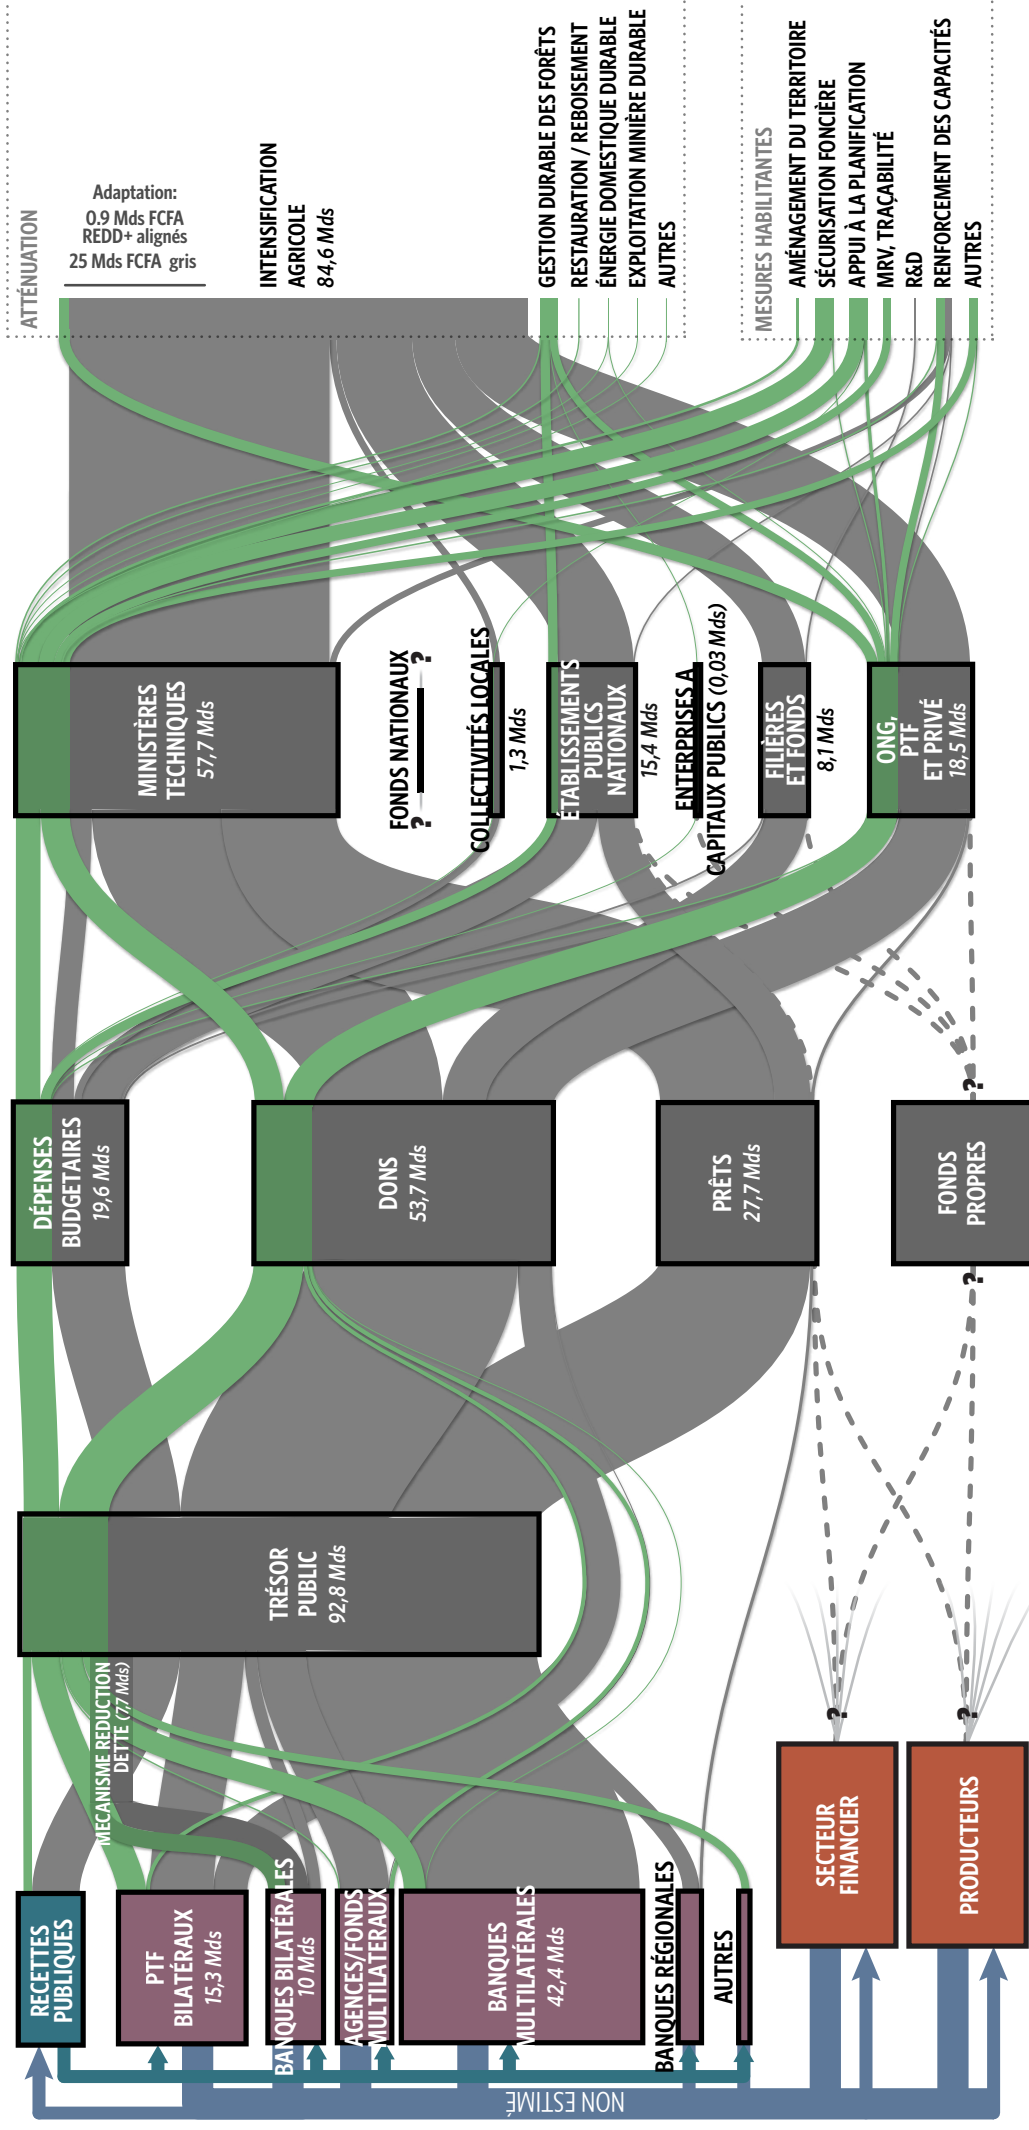 RECETTES
PUBLIQUES
PTF
BILATÉRAUX
15,3 Mds
BANQUES BILATÉRALES
10 Mds
AGENCES/FONDS
MULTILATERAUX
BANQUES
MULTILATÉRALES
42,4 Mds
BANQUES RÉGIONALES
AUTRES
SECTEUR
FINANCIER
PRODUCTEURS
NON ESTIMÉ
MECANISME REDUCTION
DETTE (7,7 Mds)
?
?
TRÉSOR
PUBLIC
92,8 Mds
DÉPENSES
BUDGETAIRES
19,6 Mds
DONS
53,7 Mds
PRÊTS
27,7 Mds
?
FONDS
PROPRES
?
MINISTÈRES
TECHNIQUES
57,7 Mds
FONDS NATIONAUX
? ?
COLLECTIVITÉS LOCALES
1,3 Mds
ÉTABLISSEMENTS
PUBLICS
NATIONAUX
15,4 Mds
ENTERPRISES A
CAPITAUX PUBLICS (0,03 Mds)
FILIÈRES
ET FONDS
8,1 Mds
ONG,
PTF
ET PRIVÉ
18,5 Mds
ATTÉNUATION
Adaptation:
0.9 Mds FCFA
REDD+ alignés
25 Mds FCFA gris
INTENSIFICATION
AGRICOLE
84,6 Mds
GESTION DURABLE DES FORÊTS
RESTAURATION / REBOISEMENT
ÉNERGIE DOMESTIQUE DURABLE
EXPLOITATION MINIÈRE DURABLE
AUTRES
MESURES HABILITANTES
AMÉNAGEMENT DU TERRITOIRE
SÉCURISATION FONCIÈRE
APPUI À LA PLANIFICATION
MRV, TRAÇABILITÉ
R&D
RENFORCEMENT DES CAPACITÉS
AUTRES